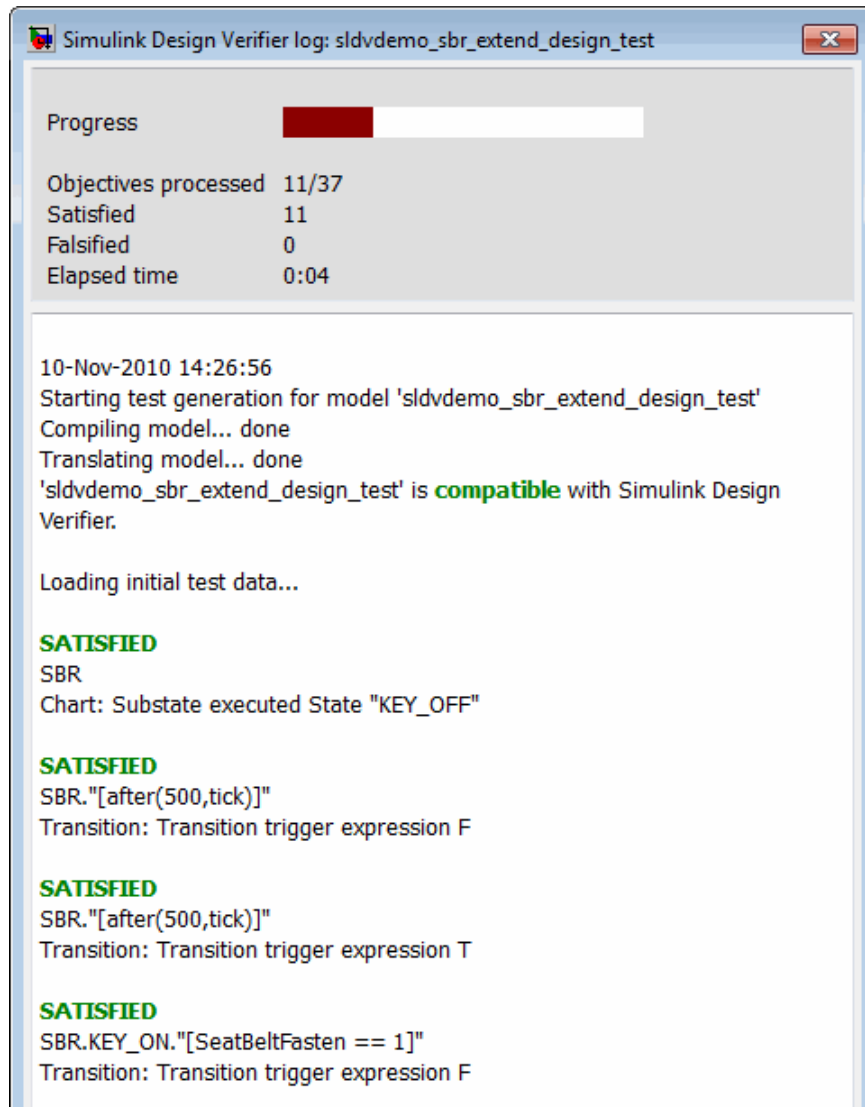 Simulink Design Verifier log: sldvdemo_sbr_extend_design_test
Progress
Objectives processed 11/37
Satisfied 11
Falsified 0
Elapsed time 0:04
10-Nov-2010 14:26:56
Starting test generation for model 'sldvdemo_sbr_extend_design_test'
Compiling model... done
Translating model... done
'sldvdemo_sbr_extend_design_test' is compatible with Simulink Design
Verifier.
Loading initial test data...
SATISFIED
SBR
Chart: Substate executed State "KEY_OFF"
SATISFIED
SBR."[after(500,tick)]"
Transition: Transition trigger expression F
SATISFIED
SBR."[after(500,tick)]"
Transition: Transition trigger expression T
SATISFIED
SBR.KEY_ON."[SeatBeltFasten == 1]"
Transition: Transition trigger expression F